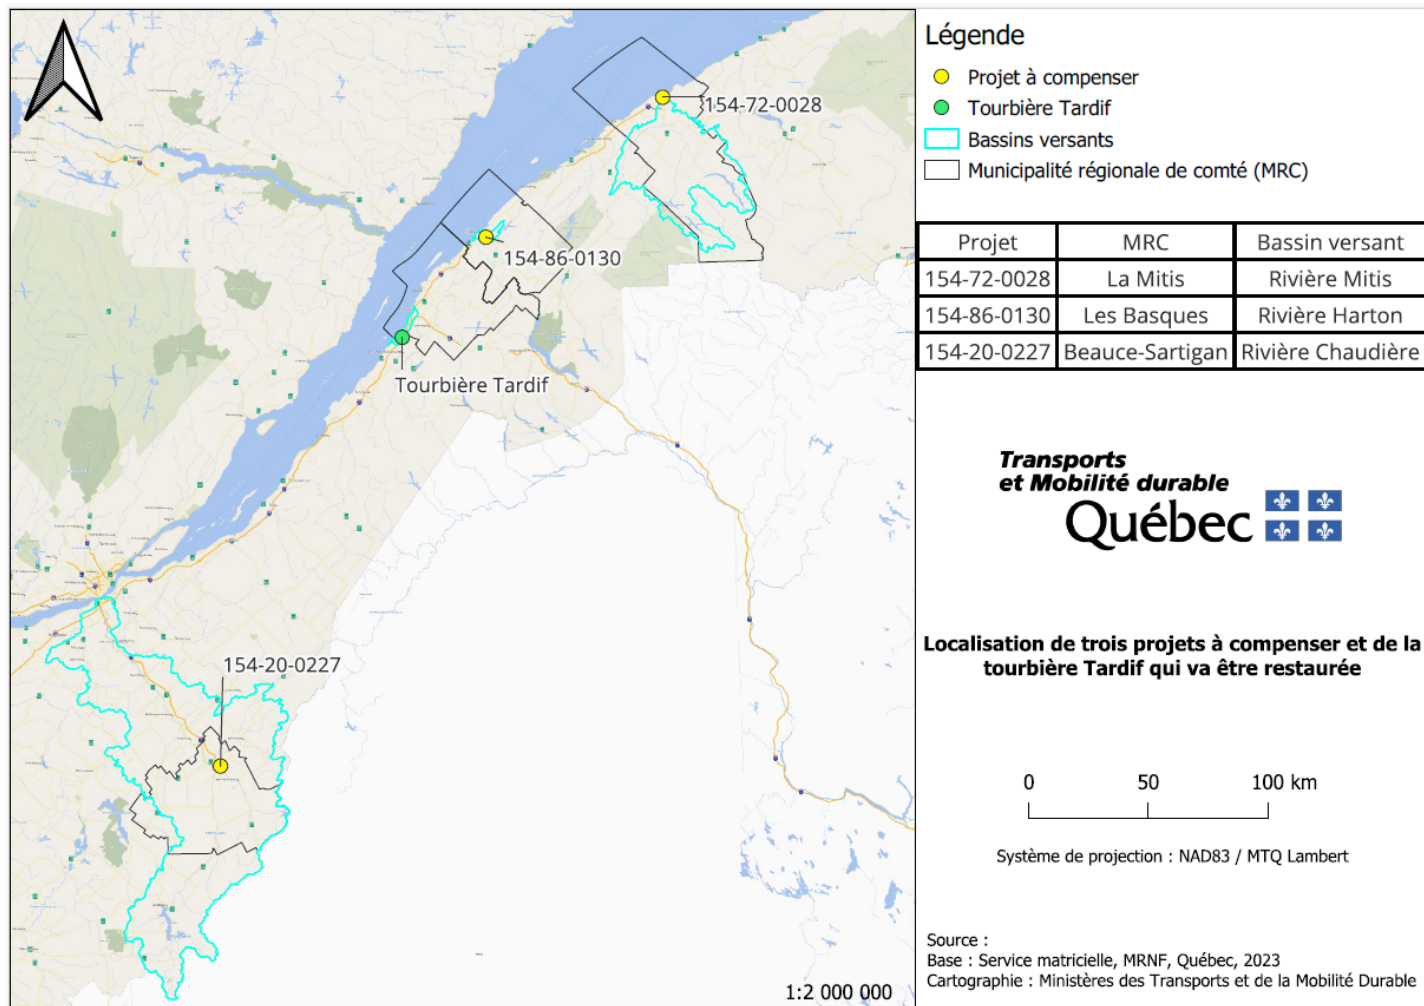 154-72-0028
154-86-0130
Tourbière Tardif
154-20-0227
1:2 000 000
Légende
Projet à compenser
Tourbière Tardif
Bassins versants
Municipalité régionale de comté (MRC)
Projet MRC Bassin versant
154-72-0028 La Mitis Rivière Mitis
154-86-0130 Les Basques Rivière Harton
154-20-0227 Beauce-Sartigan Rivière Chaudière
Transports
et Mobilité durable
Québec
Localisation de trois projets à compenser et de la
tourbière Tardif qui va être restaurée
0 50 100 km
Système de projection : NAD83 / MTQ Lambert
Source :
Base : Service matricielle, MRNF, Québec, 2023
Cartographie : Ministères des Transports et de la Mobilité Durable